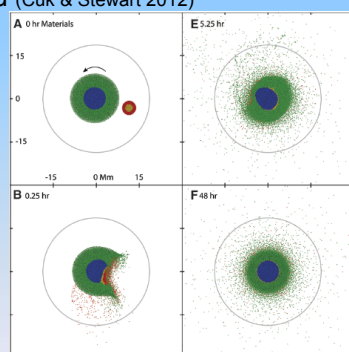 (Ćuk & Stewart 2012)
A 0 hr Materials
15
0
-15
-15 0 Mm 15
B 0.25 hr
E 5.25 hr
F 48 hr